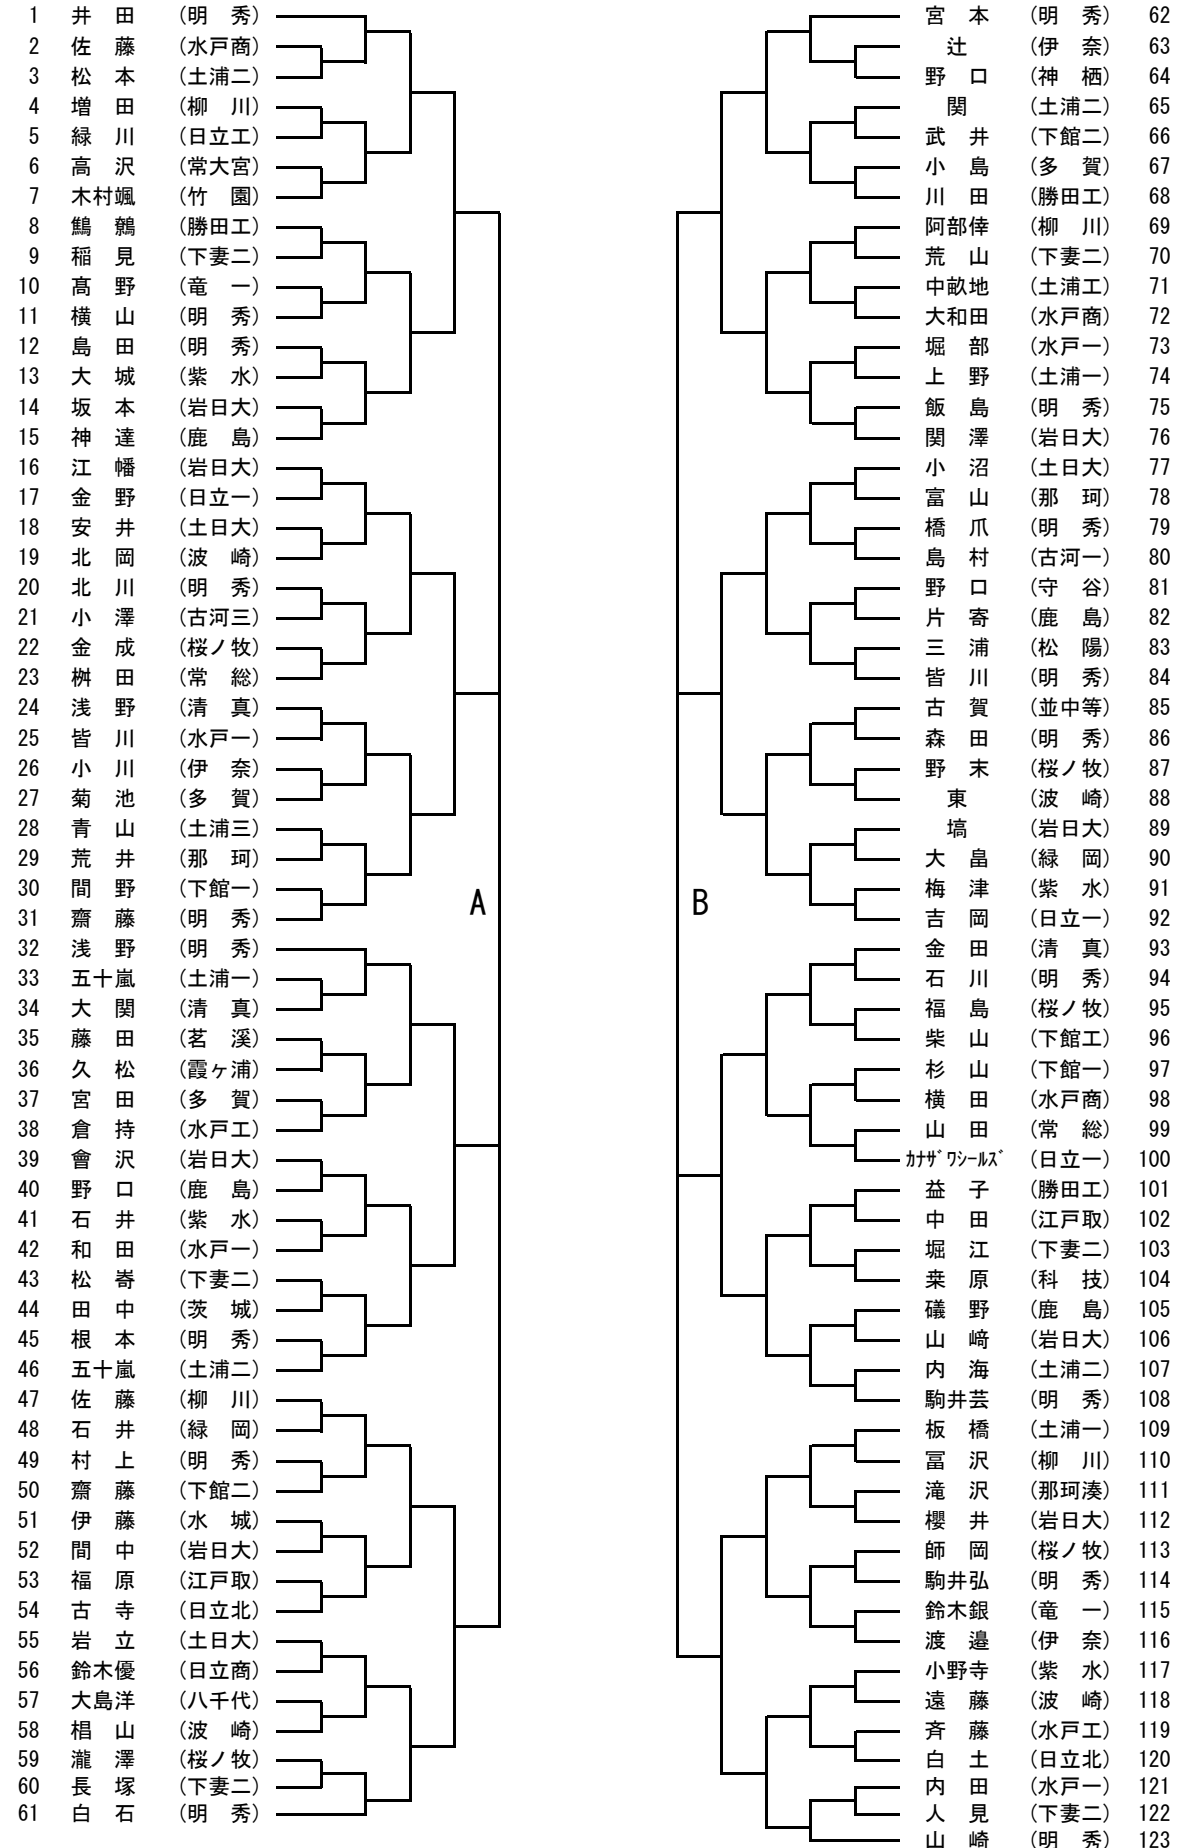 1 井 田 (明 秀)
2 佐 藤 (水戸商)
3 松 本 (土浦二)
4 増 田 (柳 川)
5 緑 川 (日立工)
6 高 沢 (常大宮)
7 木村颯 (竹 園)
8 鷦 鷯 (勝田工)
9 稲 見 (下妻二)
10 髙 野 (竜 一)
11 横 山 (明 秀)
12 島 田 (明 秀)
13 大 城 (紫 水)
14 坂 本 (岩日大)
15 神 達 (鹿 島)
16 江 幡 (岩日大)
17 金 野 (日立一)
18 安 井 (土日大)
19 北 岡 (波 崎)
20 北 川 (明 秀)
21 小 澤 (古河三)
22 金 成 (桜ノ牧)
23 桝 田 (常 総)
24 浅 野 (清 真)
25 皆 川 (水戸一)
26 小 川 (伊 奈)
27 菊 池 (多 賀)
28 青 山 (土浦三)
29 荒 井 (那 珂)
30 間 野 (下館一)
31 齋 藤 (明 秀)
32 浅 野 (明 秀)
33 五十嵐 (土浦一)
34 大 関 (清 真)
35 藤 田 (茗 溪)
36 久 松 (霞ヶ浦)
37 宮 田 (多 賀)
38 倉 持 (水戸工)
39 會 沢 (岩日大)
40 野 口 (鹿 島)
41 石 井 (紫 水)
42 和 田 (水戸一)
43 松 嵜 (下妻二)
44 田 中 (茨 城)
45 根 本 (明 秀)
46 五十嵐 (土浦二)
47 佐 藤 (柳 川)
48 石 井 (緑 岡)
49 村 上 (明 秀)
50 齋 藤 (下館二)
51 伊 藤 (水 城)
52 間 中 (岩日大)
53 福 原 (江戸取)
54 古 寺 (日立北)
55 岩 立 (土日大)
56 鈴木優 (日立商)
57 大島洋 (八千代)
58 椙 山 (波 崎)
59 瀧 澤 (桜ノ牧)
60 長 塚 (下妻二)
61 白 石 (明 秀)
A
B
宮 本 (明 秀) 62
辻 (伊 奈) 63
野 口 (神 栖) 64
関 (土浦二) 65
武 井 (下館二) 66
小 島 (多 賀) 67
川 田 (勝田工) 68
阿部倖 (柳 川) 69
荒 山 (下妻二) 70
中畝地 (土浦工) 71
大和田 (水戸商) 72
堀 部 (水戸一) 73
上 野 (土浦一) 74
飯 島 (明 秀) 75
関 澤 (岩日大) 76
小 沼 (土日大) 77
富 山 (那 珂) 78
橋 爪 (明 秀) 79
島 村 (古河一) 80
野 口 (守 谷) 81
片 寄 (鹿 島) 82
三 浦 (松 陽) 83
皆 川 (明 秀) 84
古 賀 (並中等) 85
森 田 (明 秀) 86
野 末 (桜ノ牧) 87
東 (波 崎) 88
塙 (岩日大) 89
大 畠 (緑 岡) 90
梅 津 (紫 水) 91
吉 岡 (日立一) 92
金 田 (清 真) 93
石 川 (明 秀) 94
福 島 (桜ノ牧) 95
柴 山 (下館工) 96
杉 山 (下館一) 97
横 田 (水戸商) 98
山 田 (常 総) 99
ｶﾅｻﾞﾜｼｰﾙｽﾞ (日立一) 100
益 子 (勝田工) 101
中 田 (江戸取) 102
堀 江 (下妻二) 103
桒 原 (科 技) 104
礒 野 (鹿 島) 105
山 﨑 (岩日大) 106
内 海 (土浦二) 107
駒井芸 (明 秀) 108
板 橋 (土浦一) 109
冨 沢 (柳 川) 110
滝 沢 (那珂湊) 111
櫻 井 (岩日大) 112
師 岡 (桜ノ牧) 113
駒井弘 (明 秀) 114
鈴木銀 (竜 一) 115
渡 邉 (伊 奈) 116
小野寺 (紫 水) 117
遠 藤 (波 崎) 118
斉 藤 (水戸工) 119
白 土 (日立北) 120
内 田 (水戸一) 121
人 見 (下妻二) 122
山 崎 (明 秀) 123